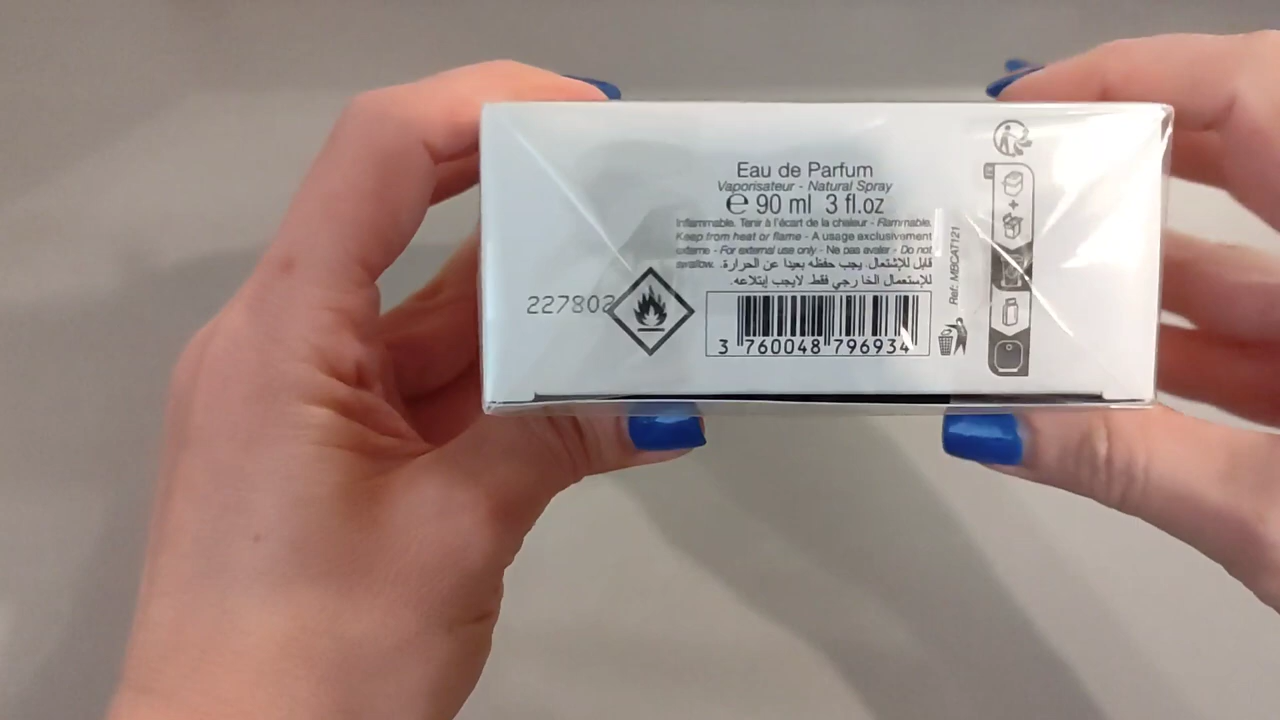 Eau de Parfum
Vaporisateur - Natural Spray
℮ 90 ml 3 fl.oz
Inflammable. Tenir à l'écart de la chaleur - Flammable.
Keep from heat or flame - A usage exclusivement
externe - For external use only - Ne pas avaler - Do not
swallow. قابل للإشتعال. يجب حفظه بعيدا عن الحرارة.
للإستعمال الخارجي فقط. لايجب إبتلاعه.
227802
3 760048 796934
Ref: MBCAT121